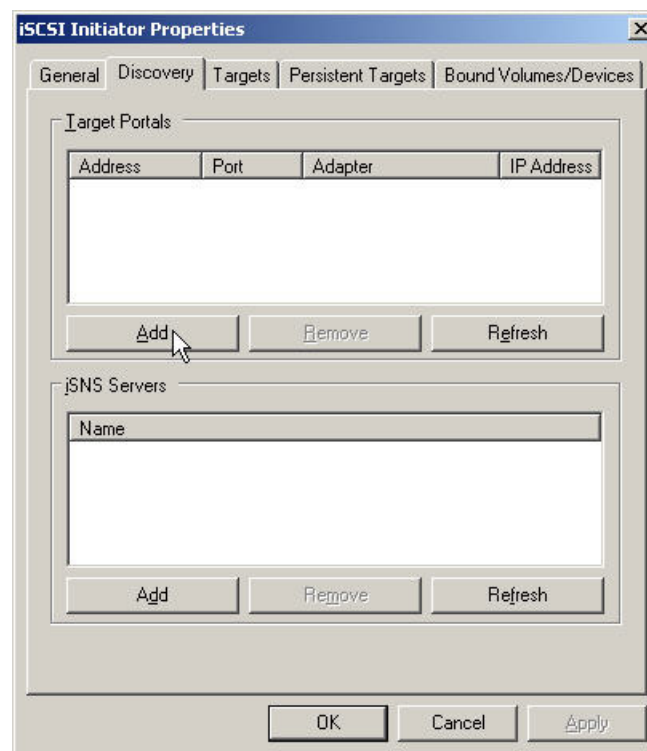 iSCSI Initiator Properties
General Discovery Targets Persistent Targets Bound Volumes/Devices
Target Portals
Address Port Adapter IP Address
Add Remove Refresh
iSNS Servers
Name
Add Remove Refresh
OK Cancel Apply